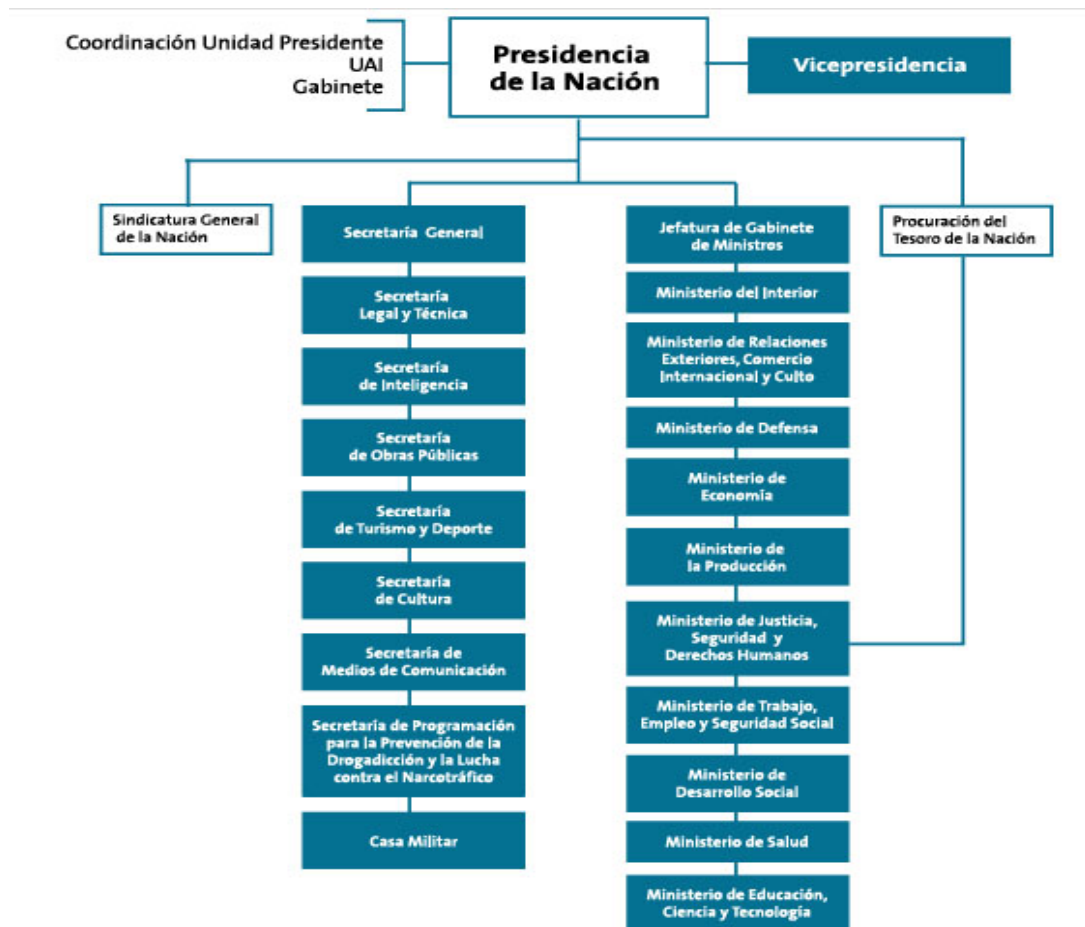 Coordinación Unidad Presidente
UAI
Gabinete
Presidencia
de la Nación
Vicepresidencia
Sindicatura General
de la Nación
Secretaría General
Secretaría
Legal y Técnica
Secretaría
de Inteligencia
Secretaría
de Obras Públicas
Secretaría
de Turismo y Deporte
Secretaría
de Cultura
Secretaría de
Medios de Comunicación
Secretaría de Programación
para la Prevención de la
Drogadicción y la Lucha
contra el Narcotráfico
Casa Militar
Jefatura de Gabinete
de Ministros
Ministerio del Interior
Ministerio de Relaciones
Exteriores, Comercio
Internacional y Culto
Ministerio de Defensa
Ministerio de
Economía
Ministerio de
la Producción
Ministerio de Justicia,
Seguridad y
Derechos Humanos
Ministerio de Trabajo,
Empleo y Seguridad Social
Ministerio de
Desarrollo Social
Ministerio de Salud
Ministerio de Educación,
Ciencia y Tecnología
Procuración del
Tesoro de la Nación